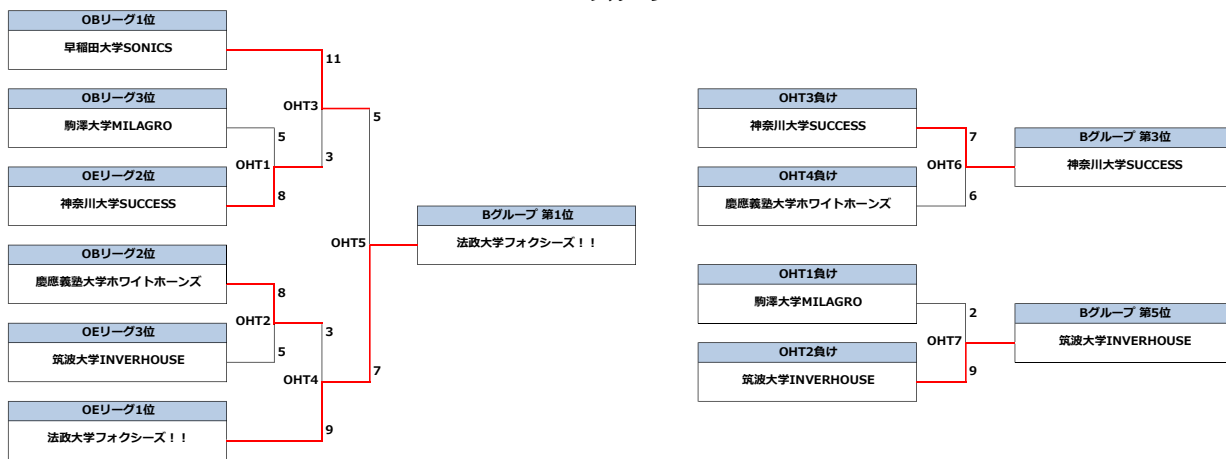 OBリーグ1位
早稲田大学SONICS
11
OBリーグ3位
駒澤大学MILAGRO
OHT3
5
5
OHT1
3
OEリーグ2位
神奈川大学SUCCESS
8
OHT5
Bグループ 第1位
法政大学フォクシーズ！！
OBリーグ2位
慶應義塾大学ホワイトホーンズ
8
OHT2
3
OEリーグ3位
筑波大学INVERHOUSE
5
OHT4
7
OEリーグ1位
法政大学フォクシーズ！！
9
OHT3負け
神奈川大学SUCCESS
7
OHT6
Bグループ 第3位
神奈川大学SUCCESS
OHT4負け
慶應義塾大学ホワイトホーンズ
6
OHT1負け
駒澤大学MILAGRO
2
OHT7
Bグループ 第5位
筑波大学INVERHOUSE
OHT2負け
筑波大学INVERHOUSE
9